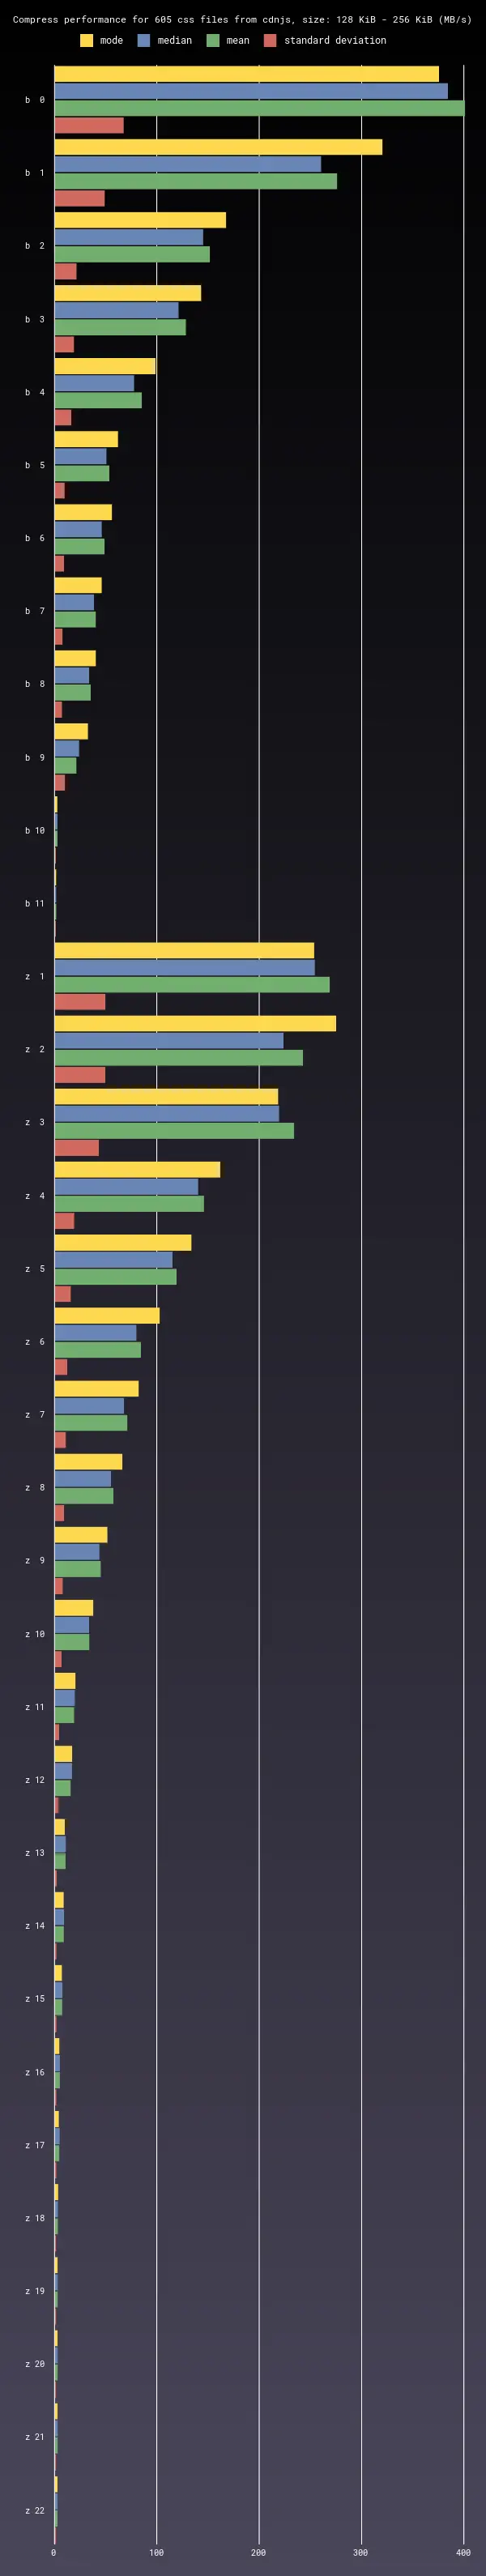 Compress performance for 605 css files from cdnjs, size: 128 KiB - 256 KiB (MB/s)
mode median mean standard deviation
b 0
b 1
b 2
b 3
b 4
b 5
b 6
b 7
b 8
b 9
b 10
b 11
z 1
z 2
z 3
z 4
z 5
z 6
z 7
z 8
z 9
z 10
z 11
z 12
z 13
z 14
z 15
z 16
z 17
z 18
z 19
z 20
z 21
z 22
0 100 200 300 400